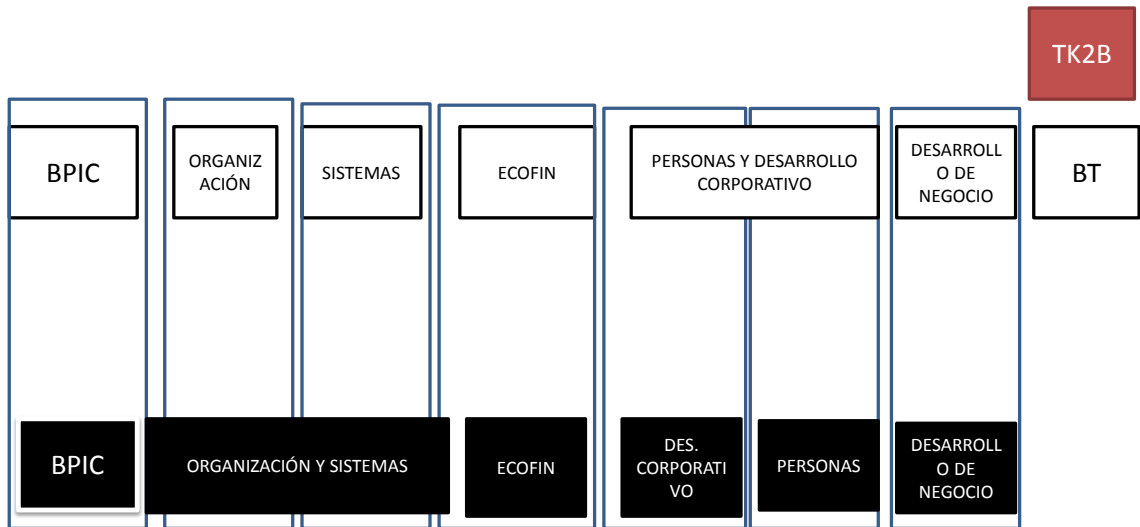 TK2B
BPIC
ORGANIZ
ACIÓN
SISTEMAS
ECOFIN
PERSONAS Y DESARROLLO
CORPORATIVO
DESARROLL
O DE
NEGOCIO
BT
BPIC
ORGANIZACIÓN Y SISTEMAS
ECOFIN
DES.
CORPORATI
VO
PERSONAS
DESARROLL
O DE
NEGOCIO